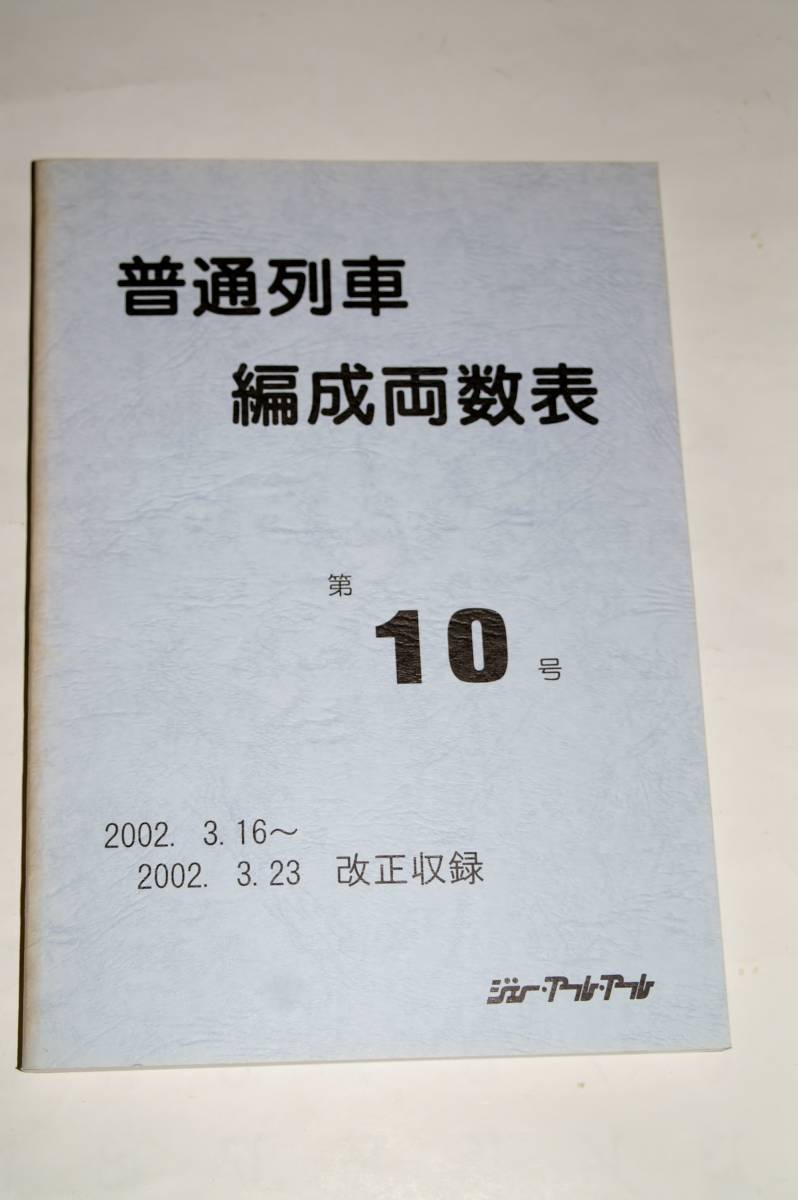 普通列車
編成両数表
第
10
号
2002. 3.16〜
2002. 3.23 改正収録
ジェー・アール・アール